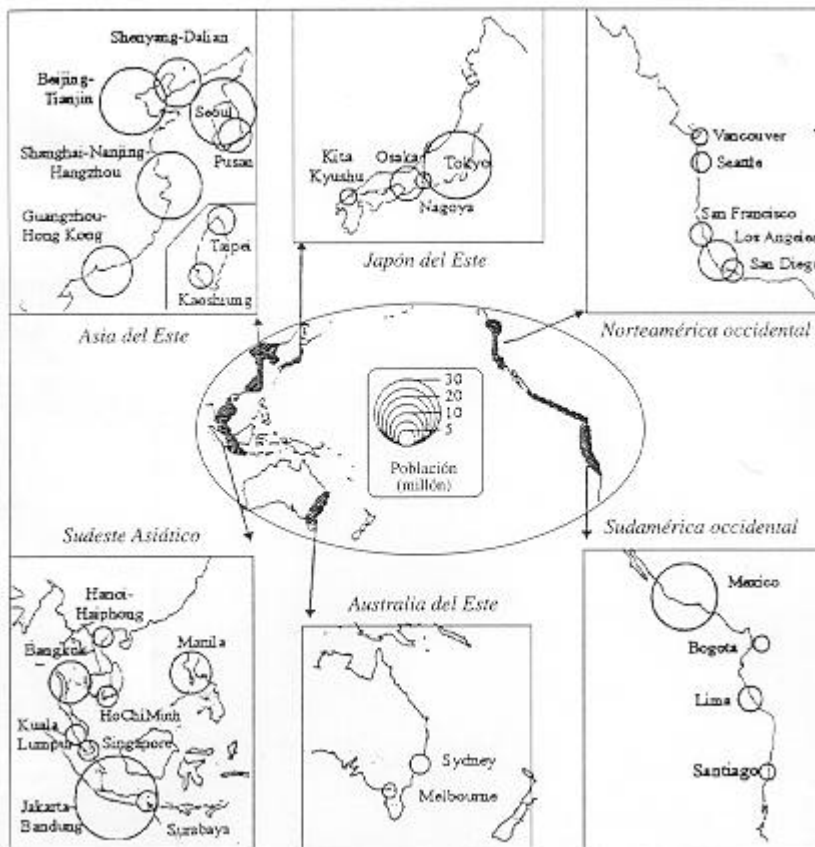 Shenyang-Dalian
Beijing-
Tianjin
Seoul
Pusan
Shanghai-Nanjing-
Hangzhou
Guangzhou-
Hong Kong
Taipei
Kaoshiung
Asia del Este
Kita
Kyushu
Osaka
Tokyo
Nagoya
Japón del Este
Vancouver
Seattle
San Francisco
Los Angeles
San Diego
Norteamérica occidental
30
20
10
5
Población
(millón)
Sudeste Asiático
Hanoi-
Haiphong
Bangkok
Manila
HoChiMinh
Kuala
Lumpur
Singapore
Jakarta-
Bandung
Surabaya
Australia del Este
Sydney
Melbourne
Sudamérica occidental
Mexico
Bogota
Lima
Santiago